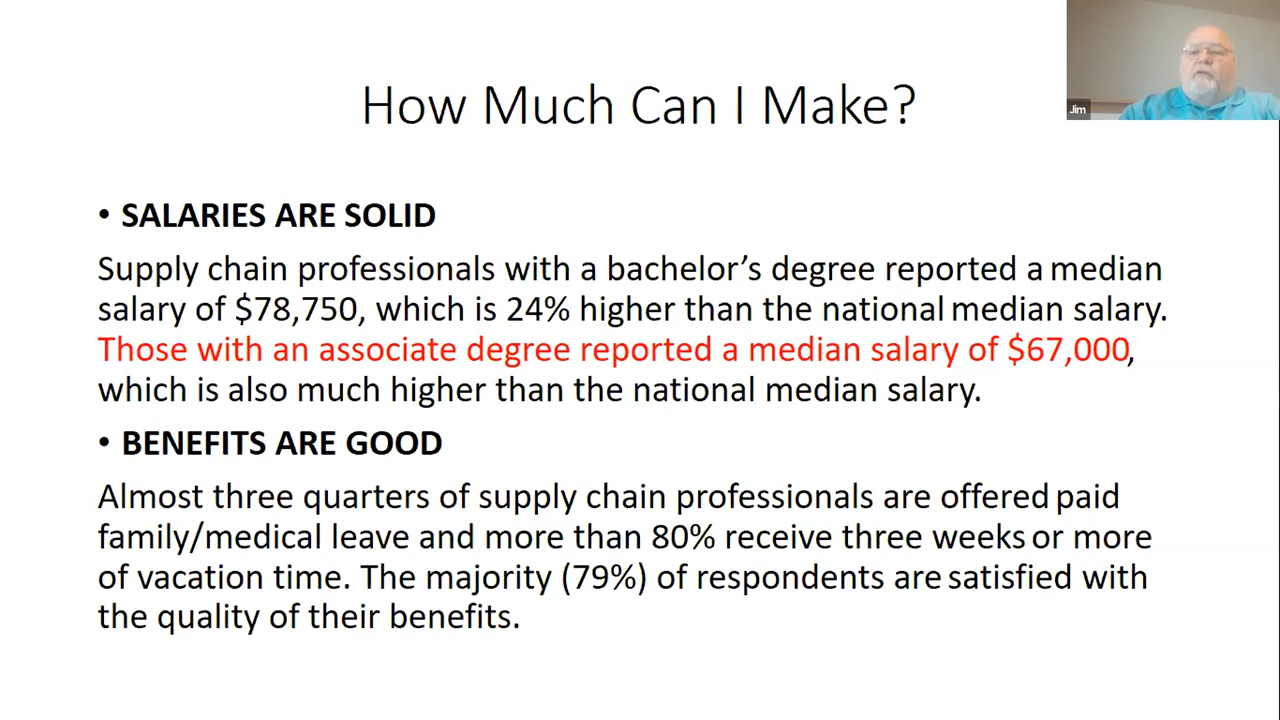 How Much Can I Make?
Jim
• SALARIES ARE SOLID
Supply chain professionals with a bachelor’s degree reported a median
salary of $78,750, which is 24% higher than the national median salary.
Those with an associate degree reported a median salary of $67,000,
which is also much higher than the national median salary.
• BENEFITS ARE GOOD
Almost three quarters of supply chain professionals are offered paid
family/medical leave and more than 80% receive three weeks or more
of vacation time. The majority (79%) of respondents are satisfied with
the quality of their benefits.